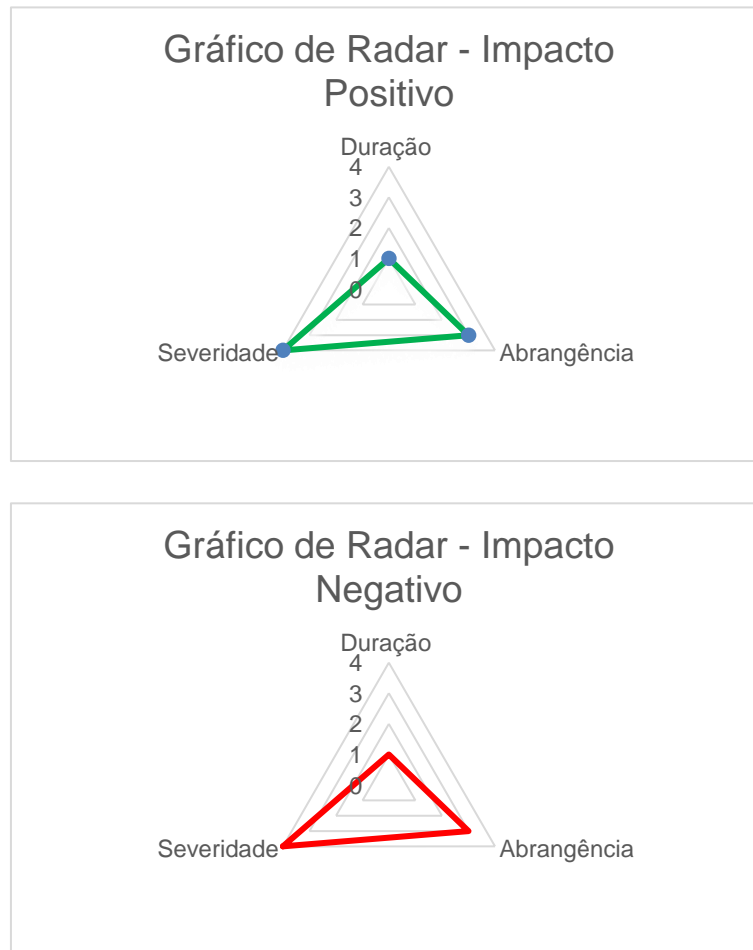 Gráfico de Radar - Impacto
Positivo
Duração
4
3
2
1
0
Severidade
Abrangência
Gráfico de Radar - Impacto
Negativo
Duração
4
3
2
1
0
Severidade
Abrangência